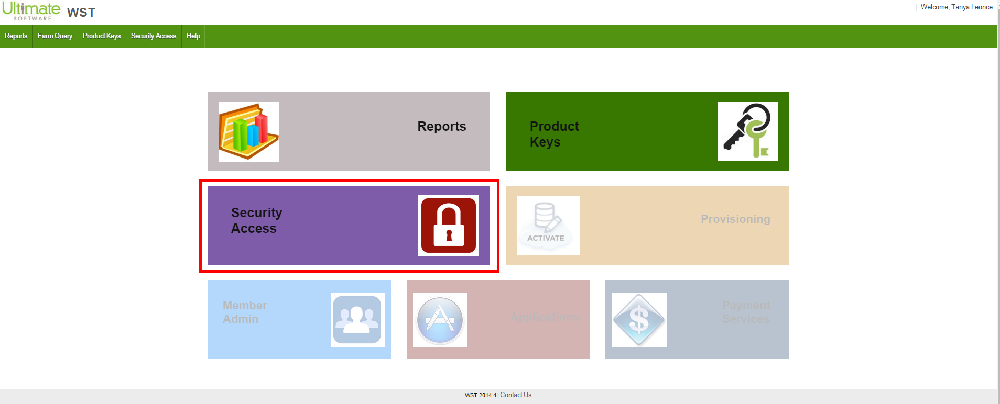 Ultimate
SOFTWARE
WST
Welcome, Tanya Leonce
Reports
Farm Query
Product Keys
Security Access
Help
Reports
Product
Keys
Security
Access
ACTIVATE
Provisioning
Member
Admin
Applications
Payment
Services
WST 2014.4 | Contact Us